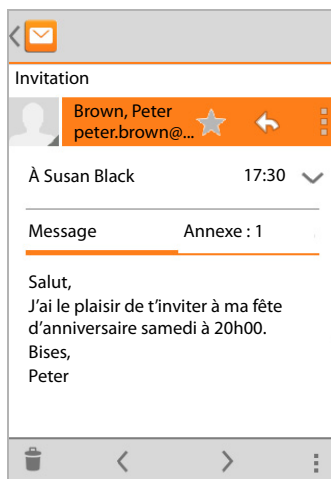 Invitation
Brown, Peter
peter.brown@...
À Susan Black 17:30
Message Annexe : 1
Salut,
J'ai le plaisir de t'inviter à ma fête
d'anniversaire samedi à 20h00.
Bises,
Peter